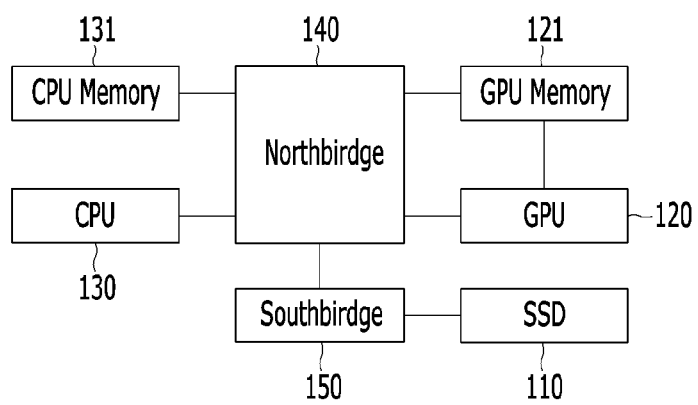 131
140
121
CPU Memory
Northbirdge
GPU Memory
CPU
GPU
120
130
Southbirdge
SSD
150
110